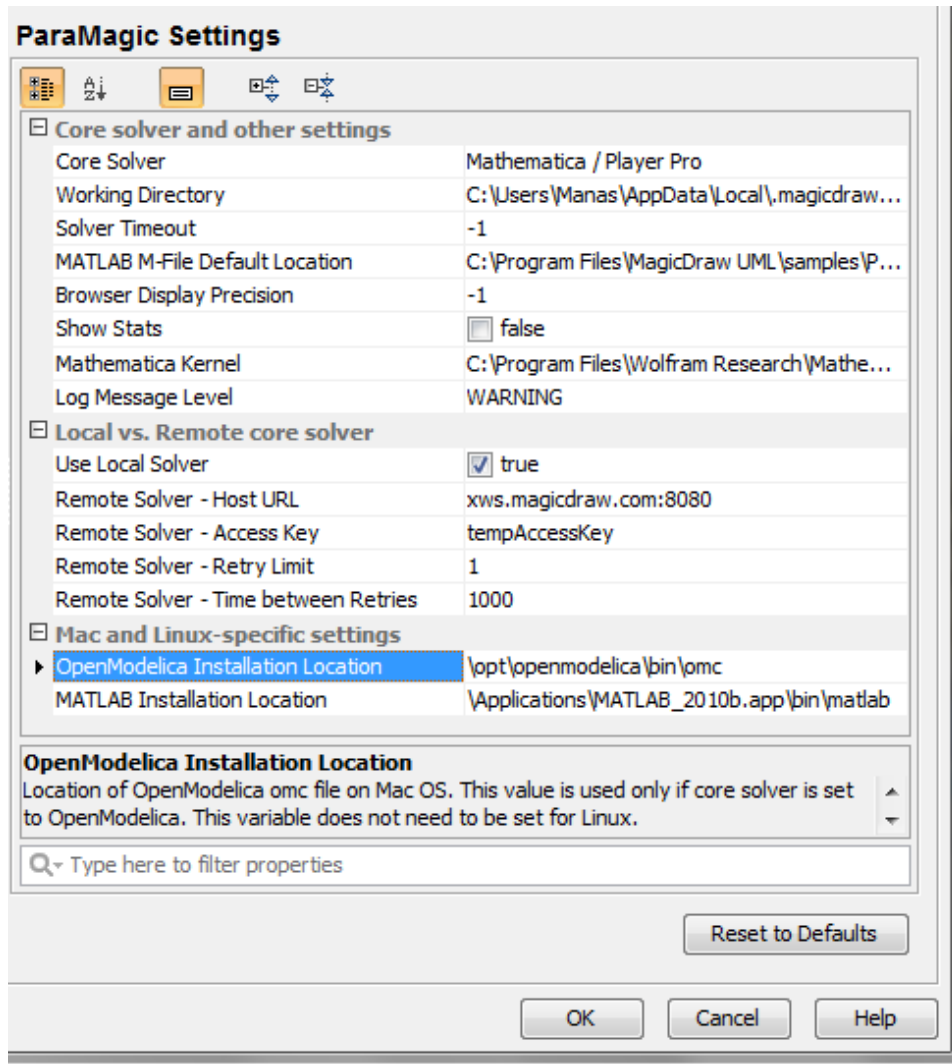 ParaMagic Settings
Core solver and other settings
Core Solver Mathematica / Player Pro
Working Directory C:\Users\Manas\AppData\Local\.magicdraw...
Solver Timeout -1
MATLAB M-File Default Location C:\Program Files\MagicDraw UML\samples\P...
Browser Display Precision -1
Show Stats false
Mathematica Kernel C:\Program Files\Wolfram Research\Mathe...
Log Message Level WARNING
Local vs. Remote core solver
Use Local Solver true
Remote Solver - Host URL xws.magicdraw.com:8080
Remote Solver - Access Key tempAccessKey
Remote Solver - Retry Limit 1
Remote Solver - Time between Retries 1000
Mac and Linux-specific settings
OpenModelica Installation Location \opt\openmodelica\bin\omc
MATLAB Installation Location \Applications\MATLAB_2010b.app\bin\matlab
OpenModelica Installation Location
Location of OpenModelica omc file on Mac OS. This value is used only if core solver is set
to OpenModelica. This variable does not need to be set for Linux.
Type here to filter properties
Reset to Defaults
OK Cancel Help